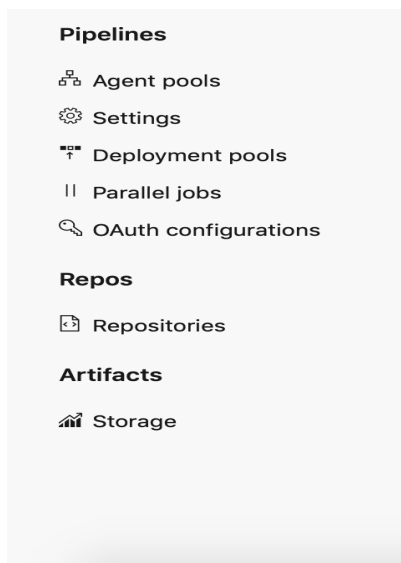 Pipelines
Agent pools
Settings
Deployment pools
Parallel jobs
OAuth configurations
Repos
Repositories
Artifacts
Storage